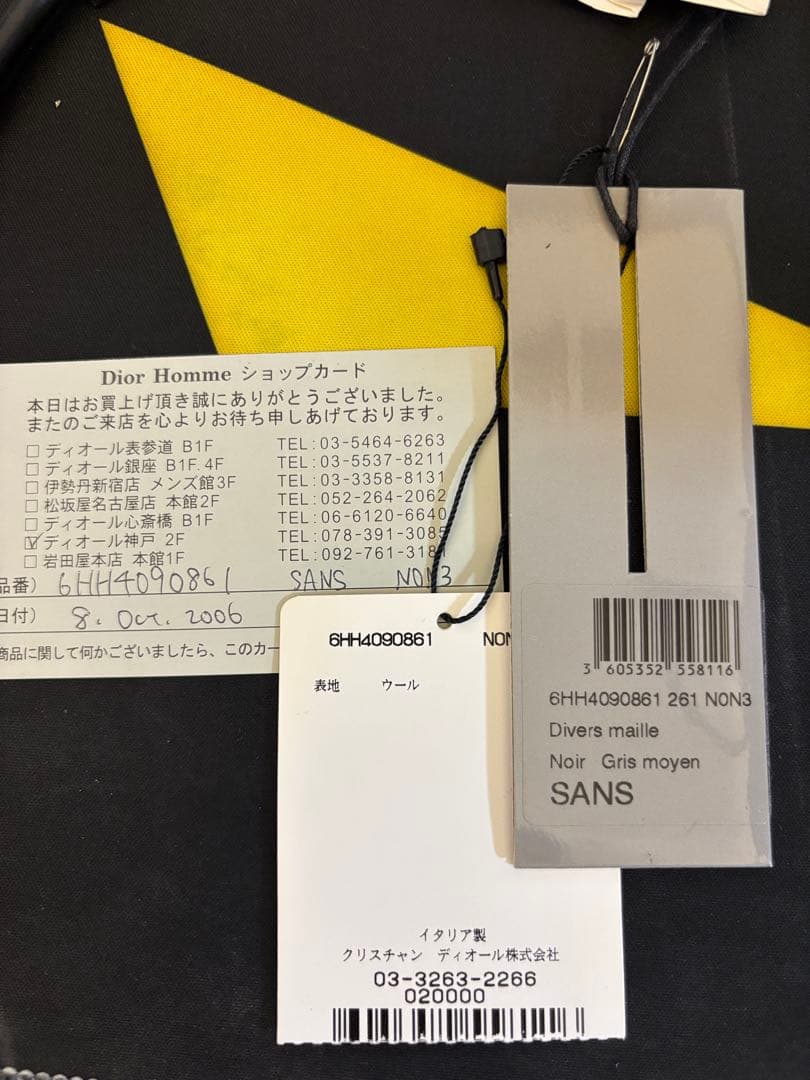 Dior Homme ショップカード
本日はお買上げ頂き誠にありがとうございました。
またのご来店を心よりお待ち申しあげております。
□ ディオール表参道 B1F TEL:03-5464-6263
□ ディオール銀座 B1F.4F TEL:03-5537-8211
□ 伊勢丹新宿店 メンズ館3F TEL:03-3358-8131
□ 松坂屋名古屋店 本館2F TEL:052-264-2062
□ ディオール心斎橋 B1F TEL:06-6120-6640
☑ ディオール神戸 2F TEL:078-391-3085
□ 岩田屋本店 本館1F TEL:092-761-3181
品番) 6HH4090861 SANS N0N3
日付) 8. Oct. 2006
商品に関して何かございましたら、このカー
6HH4090861 N0N
表地 ウール
イタリア製
クリスチャン ディオール株式会社
03-3263-2266
020000
3 605352 558116
6HH4090861 261 N0N3
Divers maille
Noir Gris moyen
SANS